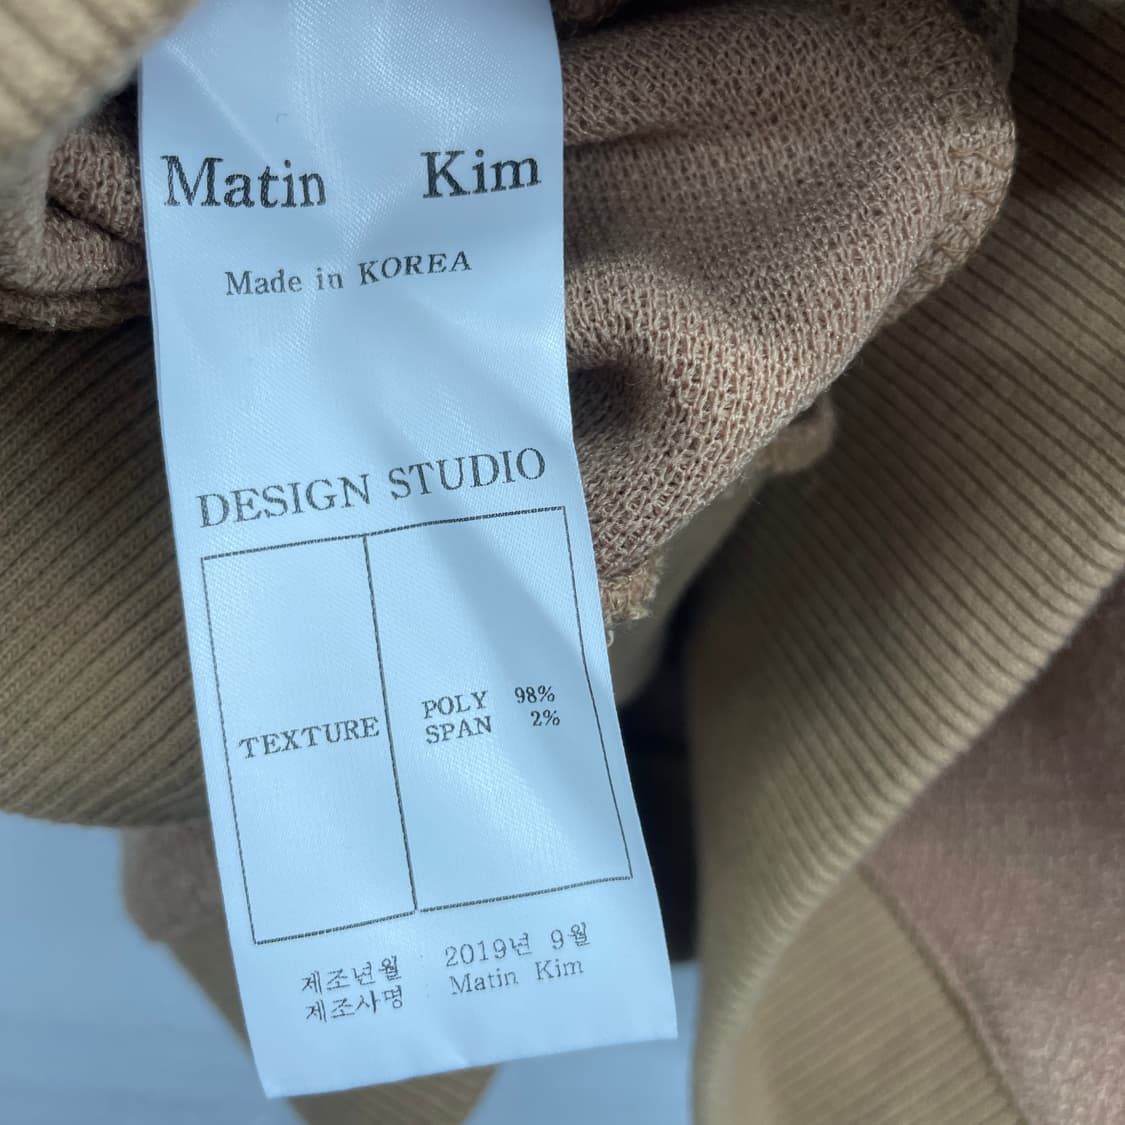 Matin Kim
Made in KOREA
DESIGN STUDIO
TEXTURE
POLY 98%
SPAN 2%
제조년월 2019년 9월
제조사명 Matin Kim